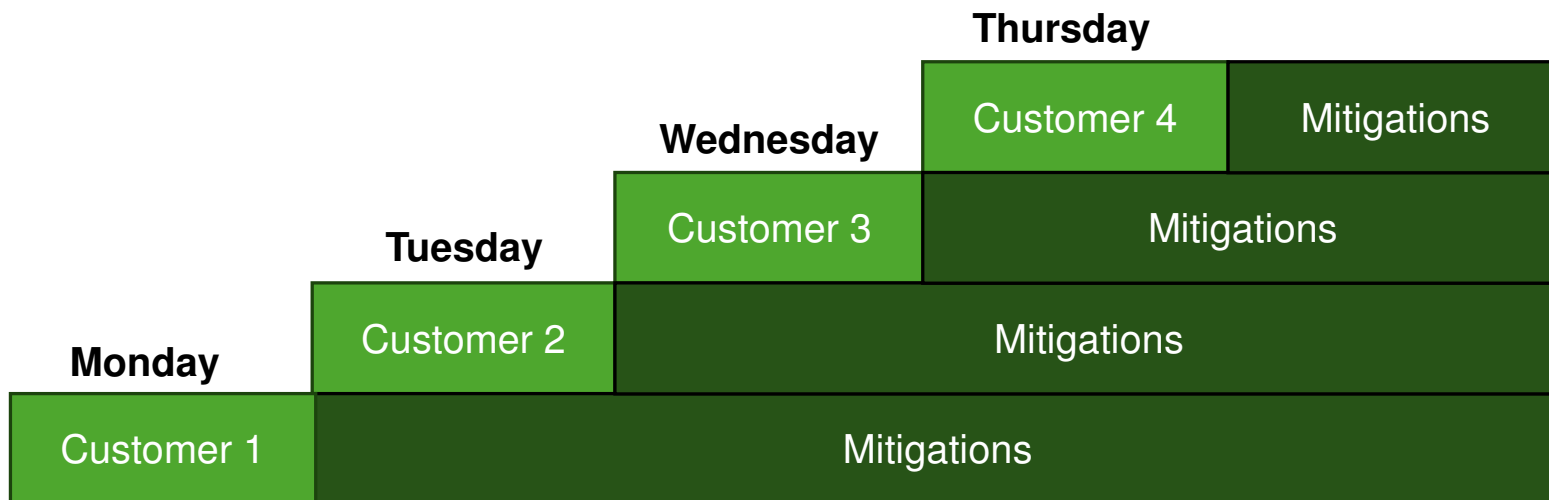 Thursday
Customer 4 Mitigations
Wednesday
Customer 3 Mitigations
Tuesday
Customer 2 Mitigations
Monday
Customer 1 Mitigations